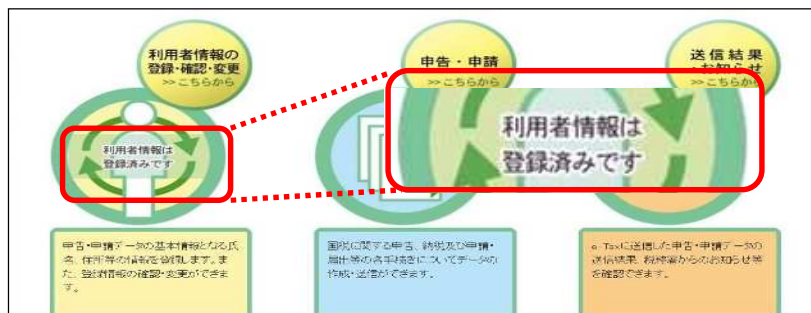 利用者情報の
登録・確認・変更
>>こちらから
申告・申請
>>こちらから
送信結果
・お知らせ
>>こちらから
利用者情報は
登録済みです
利用者情報は
登録済みです
申告・申請データの基本情報となる氏
名、住所等の情報を登録します。ま
た、登録情報の確認・変更ができま
す。
国税に関する申告、納税及び申請・
届出等の各手続きについてデータの
作成・送信ができます。
e-Taxに送信した申告・申請データの
送信結果、税務署からのお知らせ等
を確認できます。